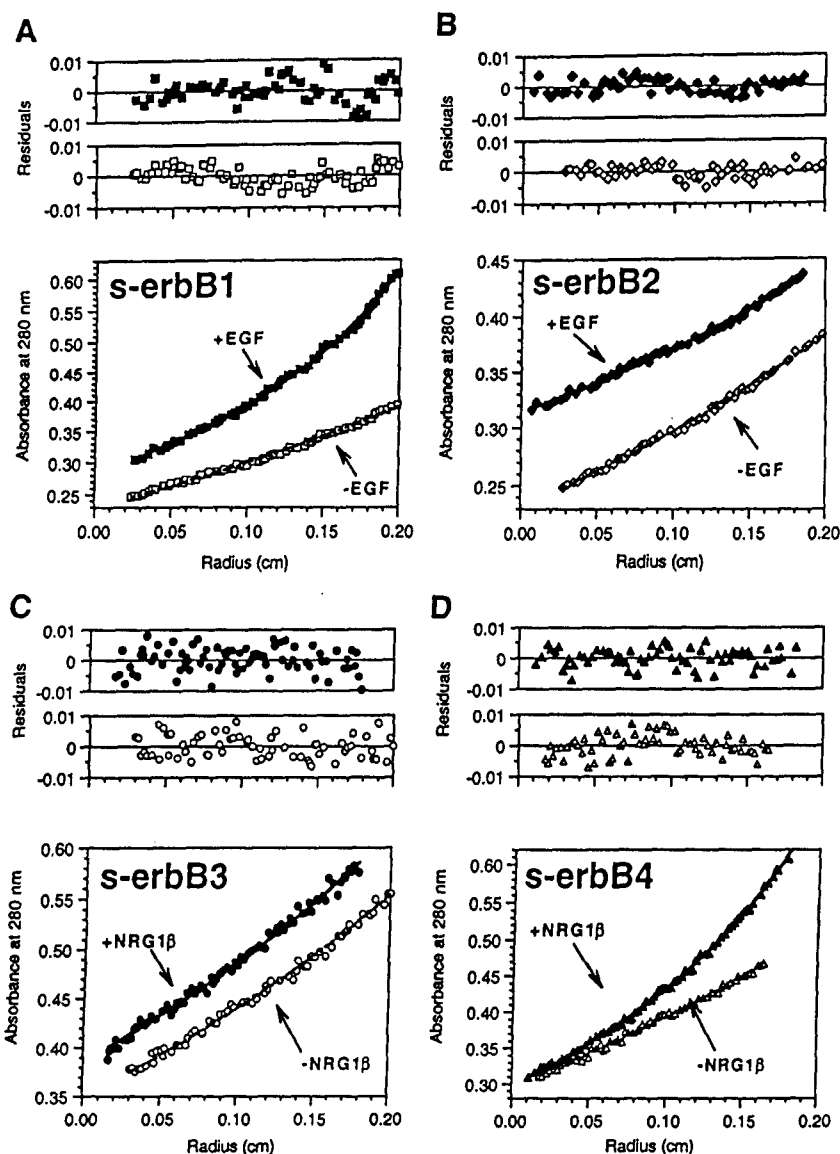 A
Residuals
0.01
0
-0.01
0.01
0
-0.01
s-erbB1
Absorbance at 280 nm
0.60
0.55
0.50
0.45
0.40
0.35
0.30
0.25
+EGF
-EGF
0.00 0.05 0.10 0.15 0.20
Radius (cm)
B
Residuals
0.01
0
-0.01
0.01
0
-0.01
s-erbB2
Absorbance at 280 nm
0.45
0.40
0.35
0.30
0.25
+EGF
-EGF
0.00 0.05 0.10 0.15 0.20
Radius (cm)
C
Residuals
0.01
0
-0.01
0.01
0
-0.01
s-erbB3
Absorbance at 280 nm
0.60
0.55
0.50
0.45
0.40
0.35
+NRG1β
-NRG1β
0.00 0.05 0.10 0.15 0.20
Radius (cm)
D
Residuals
0.01
0
-0.01
0.01
0
-0.01
s-erbB4
Absorbance at 280 nm
0.60
0.50
0.45
0.40
0.35
0.30
+NRG1β
-NRG1β
0.00 0.05 0.10 0.15 0.20
Radius (cm)